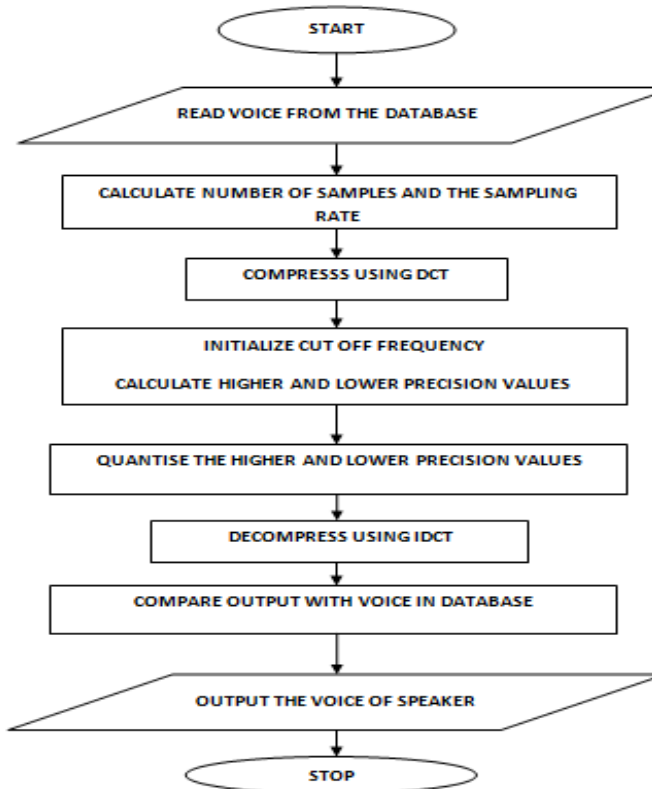 START
READ VOICE FROM THE DATABASE
CALCULATE NUMBER OF SAMPLES AND THE SAMPLING
RATE
COMPRESSS USING DCT
INITIALIZE CUT OFF FREQUENCY
CALCULATE HIGHER AND LOWER PRECISION VALUES
QUANTISE THE HIGHER AND LOWER PRECISION VALUES
DECOMPRESS USING IDCT
COMPARE OUTPUT WITH VOICE IN DATABASE
OUTPUT THE VOICE OF SPEAKER
STOP